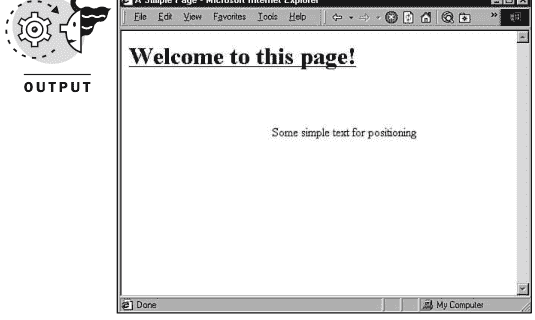 A Simple Page - Microsoft Internet Explorer
File Edit View Favorites Tools Help »
Welcome to this page!
OUTPUT
Some simple text for positioning
Done My Computer